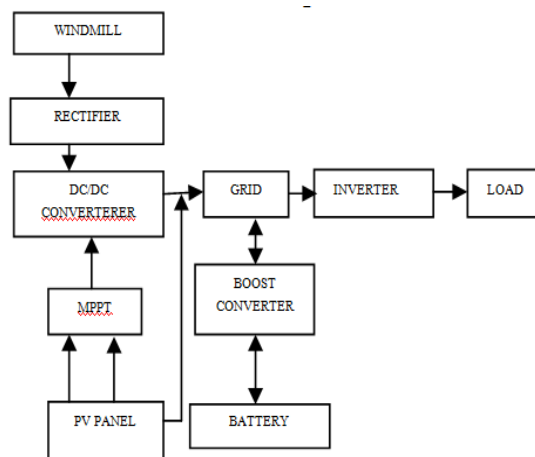 WINDMILL
RECTIFIER
DC/DC
CONVERTERER
GRID
INVERTER
LOAD
MPPT
BOOST
CONVERTER
PV PANEL
BATTERY